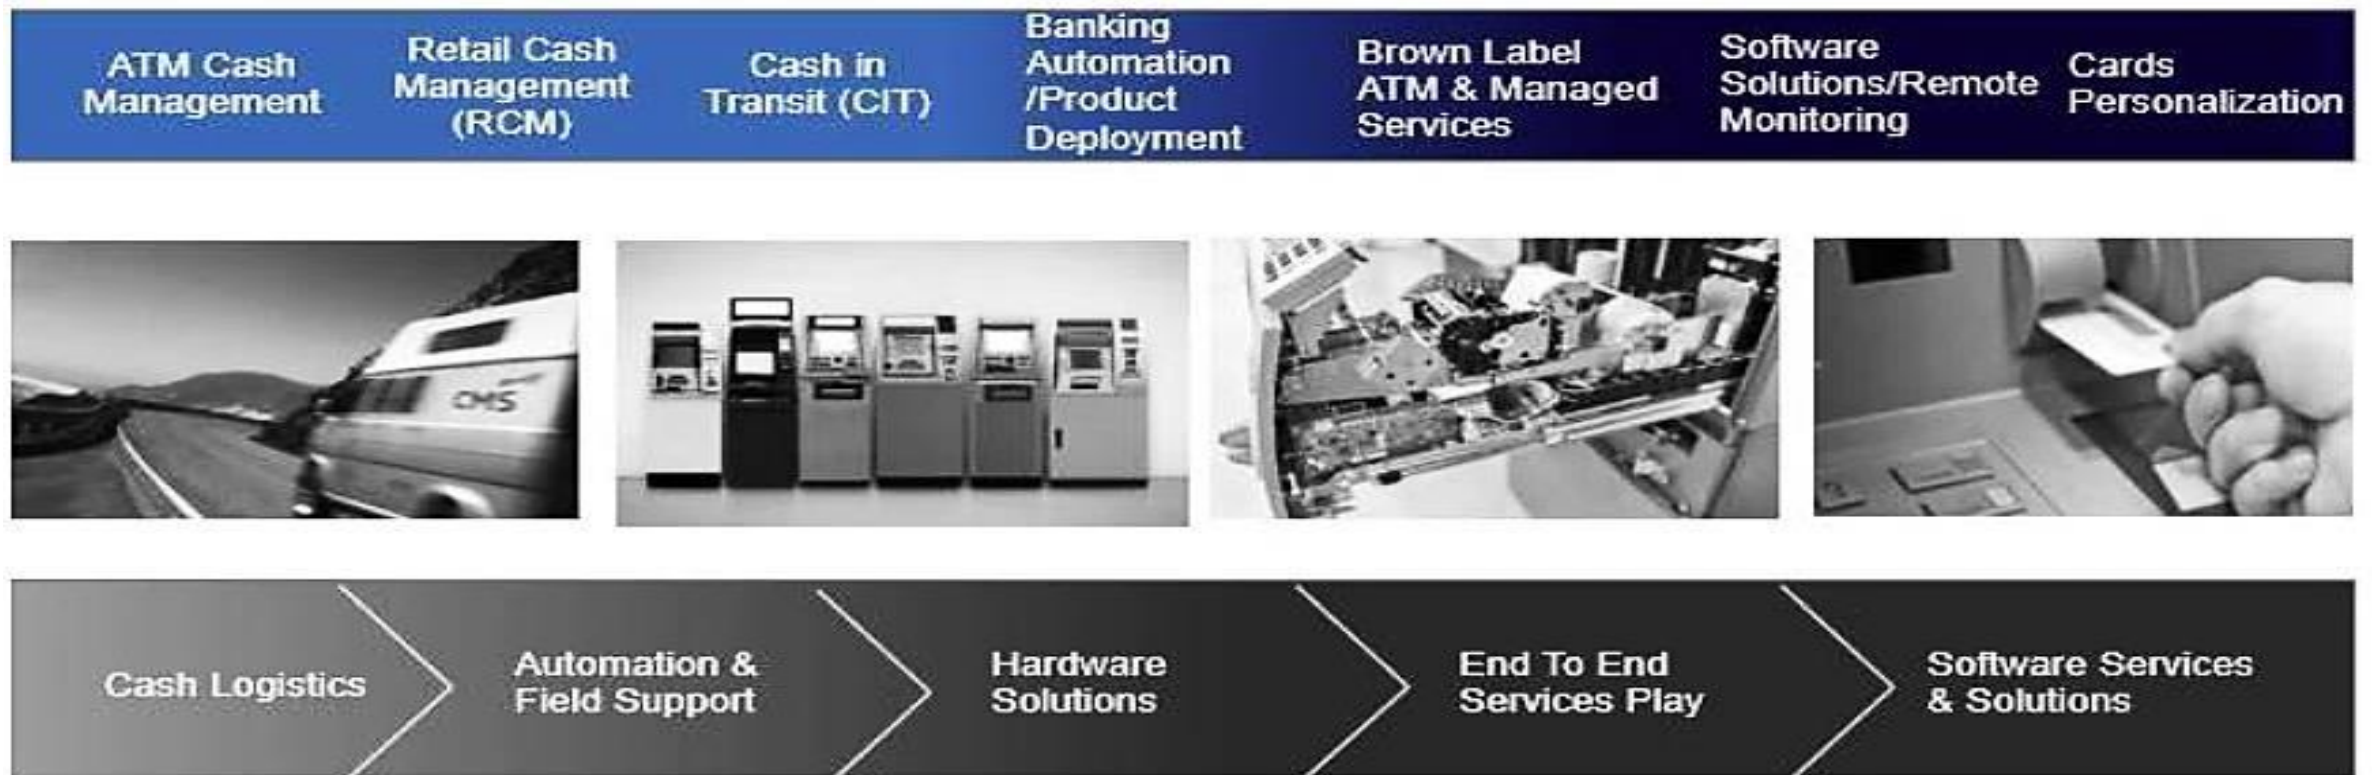 ATM Cash
Management
Retail Cash
Management
(RCM)
Cash in
Transit (CIT)
Banking
Automation
/Product
Deployment
Brown Label
ATM & Managed
Services
Software
Solutions/Remote
Monitoring
Cards
Personalization
CMS
Cash Logistics
Automation &
Field Support
Hardware
Solutions
End To End
Services Play
Software Services
& Solutions